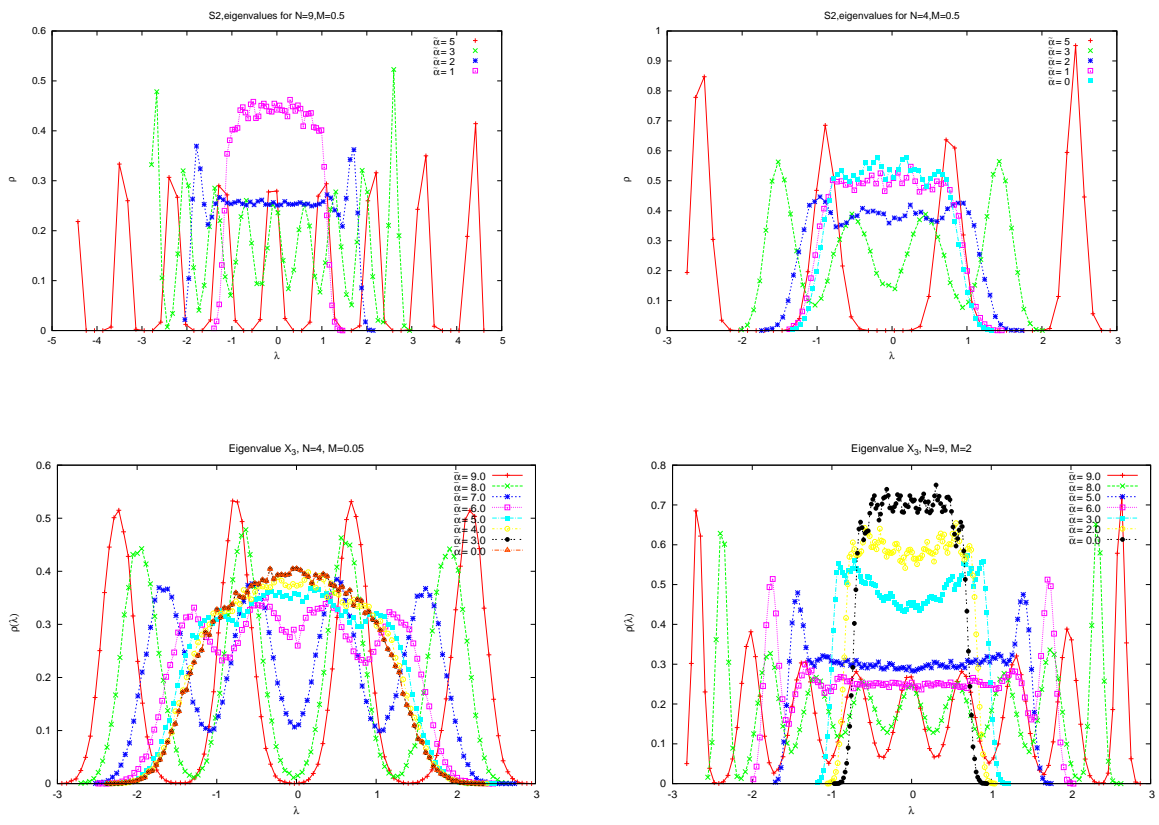 S2,eigenvalues for N=9,M=0.5
ρ
0.6
0.5
0.4
0.3
0.2
0.1
0
-5 -4 -3 -2 -1 0 1 2 3 4 5
λ
α̃= 5
α̃= 3
α̃= 2
α̃= 1
S2,eigenvalues for N=4,M=0.5
ρ
1
0.9
0.8
0.7
0.6
0.5
0.4
0.3
0.2
0.1
0
-3 -2 -1 0 1 2 3
λ
α̃= 5
α̃= 3
α̃= 2
α̃= 1
α̃= 0
Eigenvalue X₃, N=4, M=0.05
ρ(λ)
0.6
0.5
0.4
0.3
0.2
0.1
0
-3 -2 -1 0 1 2 3
λ
α̃= 9.0
α̃= 8.0
α̃= 7.0
α̃= 6.0
α̃= 5.0
α̃= 4.0
α̃= 3.0
α̃= 0.0
Eigenvalue X₃, N=9, M=2
ρ(λ)
0.8
0.7
0.6
0.5
0.4
0.3
0.2
0.1
0
-3 -2 -1 0 1 2 3
λ
α̃= 9.0
α̃= 8.0
α̃= 5.0
α̃= 6.0
α̃= 3.0
α̃= 2.0
α̃= 0.0